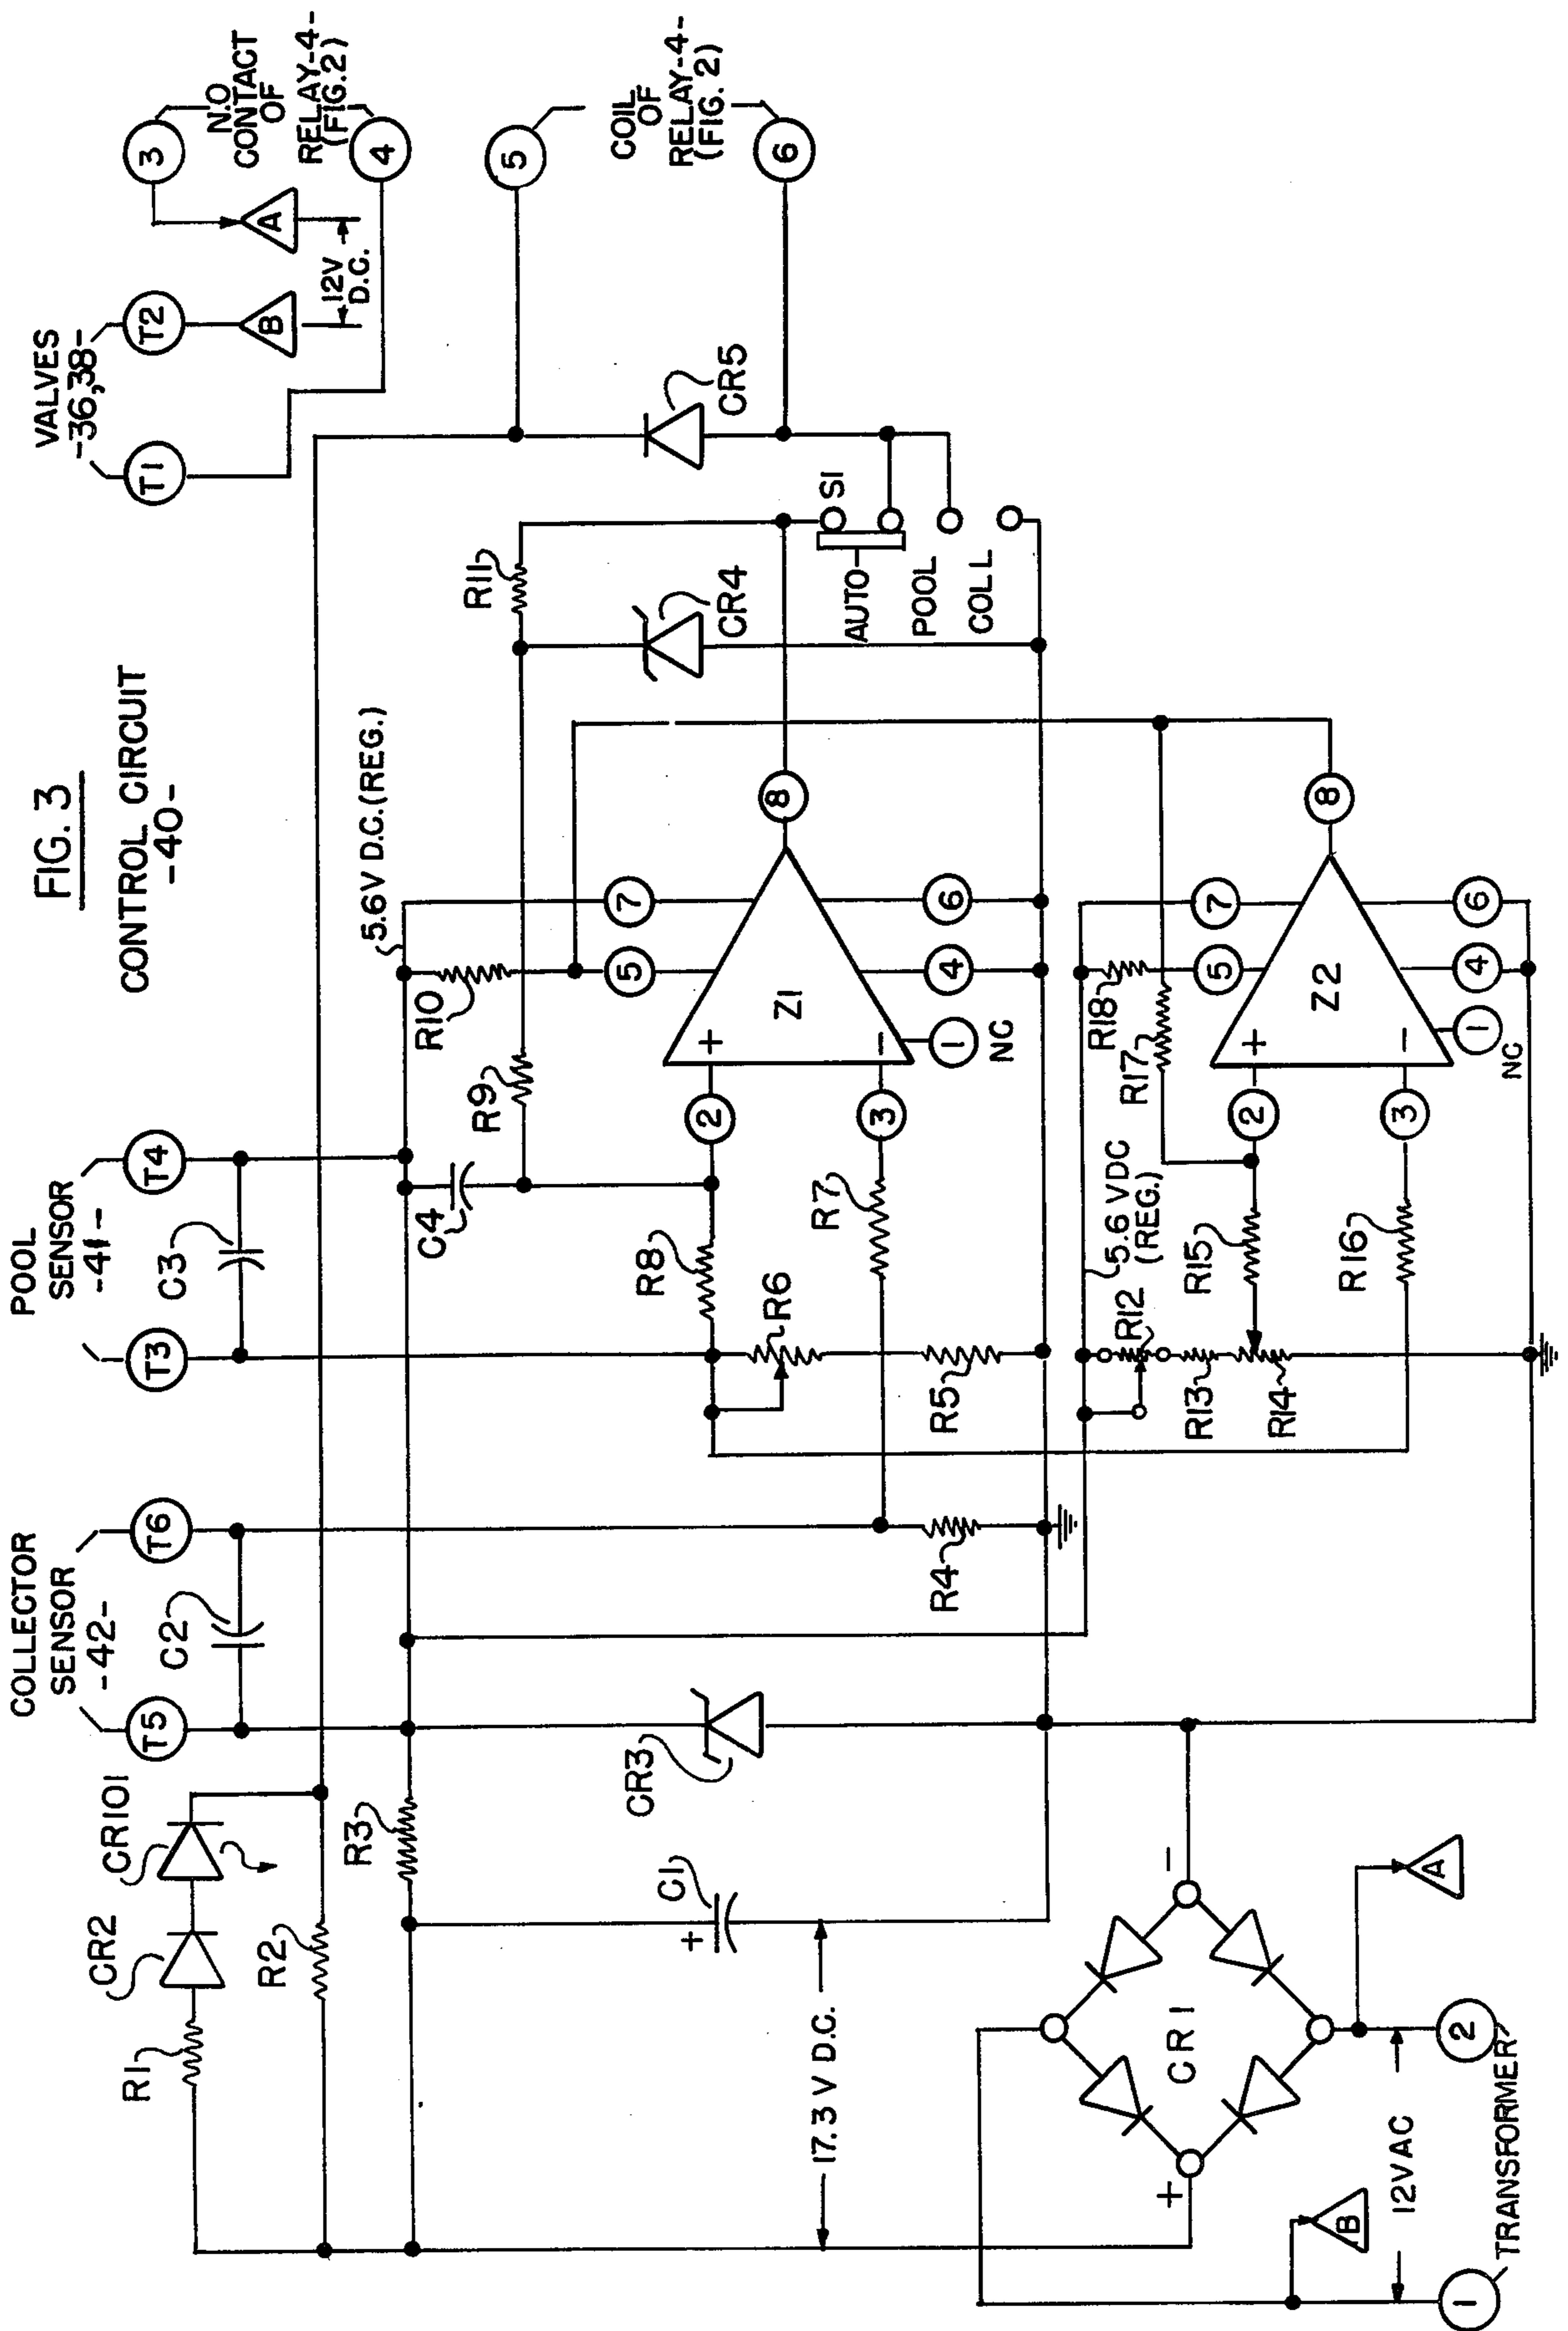 FIG. 3
CONTROL CIRCUIT
-40-
COLLECTOR
SENSOR
-42-
POOL
SENSOR
-41-
VALVES
-36,38-
N.O
CONTACT
OF
RELAY-4-
(FIG.2)
T5
T6
T3
T4
T1
T2
3
4
A
B
12V
D.C.
5
6
COIL
OF
RELAY-4-
(FIG. 2)
CR101
CR2
R1
R2
R3
C2
C3
C4
5.6V D.C.(REG.)
R9
R10
R11
CR4
CR5
S1
AUTO
POOL
COLL
R8
R6
R5
R7
R4
2
3
+
-
Z1
5
7
1
NC
4
6
8
CR3
C1
+
17.3 V D.C.
5.6 VDC
(REG.)
R12
R13
R14
R15
R16
R17
R18
2
3
+
-
Z2
5
7
1
NC
4
6
8
CR1
+
-
A
B
12VAC
1
2
TRANSFORMER